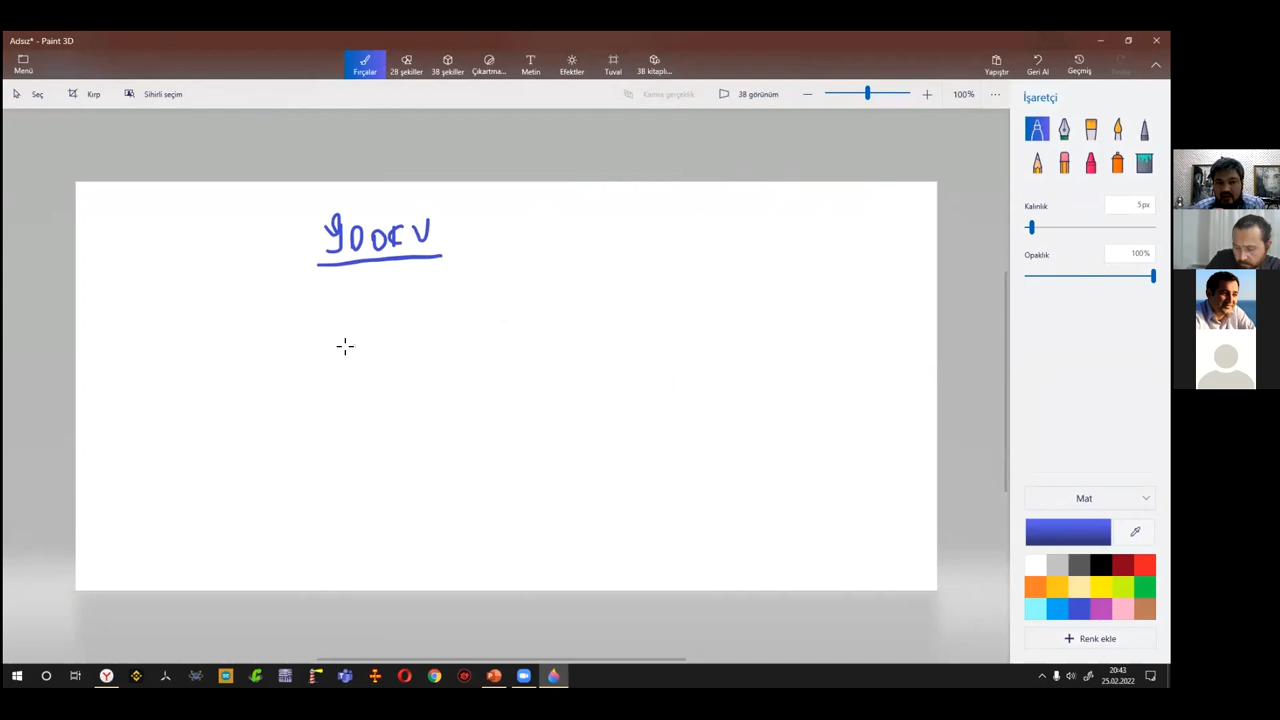 Adsız* - Paint 3D
Menü
Fırçalar
2B şekiller
3B şekiller
Çıkartma...
Metin
Efektler
Tuval
3B kitaplı...
Yapıştır
Geri Al
Geçmiş
Seç
Kırp
Sihirli seçim
Karma gerçeklik
3B görünüm
100%
İşaretçi
Kalınlık
5px
Opaklık
100%
Mat
Renk ekle
20:43
25.02.2022